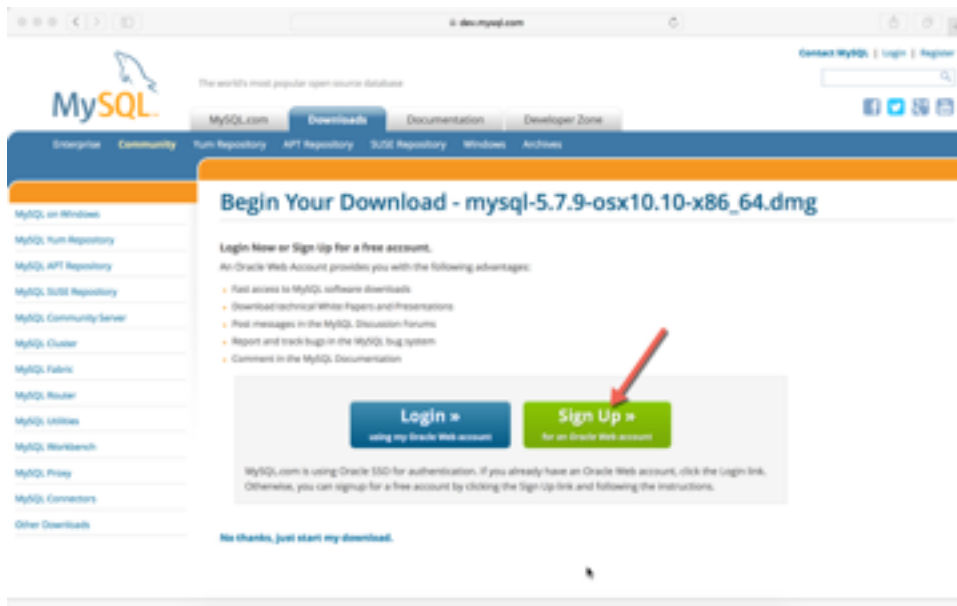 dev.mysql.com
Contact MySQL | Login | Register
MySQL
The world's most popular open source database
MySQL.com Downloads Documentation Developer Zone
Enterprise Community Yum Repository APT Repository SUSE Repository Windows Archives
MySQL on Windows
MySQL Yum Repository
MySQL APT Repository
MySQL SUSE Repository
MySQL Community Server
MySQL Cluster
MySQL Fabric
MySQL Router
MySQL Utilities
MySQL Workbench
MySQL Proxy
MySQL Connectors
Other Downloads
Begin Your Download - mysql-5.7.9-osx10.10-x86_64.dmg
Login Now or Sign Up for a free account.
An Oracle Web Account provides you with the following advantages:
Fast access to MySQL software downloads
Download technical White Papers and Presentations
Post messages in the MySQL Discussion Forums
Report and track bugs in the MySQL bug system
Comment in the MySQL Documentation
Login »
using my Oracle Web account
Sign Up »
for an Oracle Web account
MySQL.com is using Oracle SSO for authentication. If you already have an Oracle Web account, click the Login link.
Otherwise, you can signup for a free account by clicking the Sign Up link and following the instructions.
No thanks, just start my download.